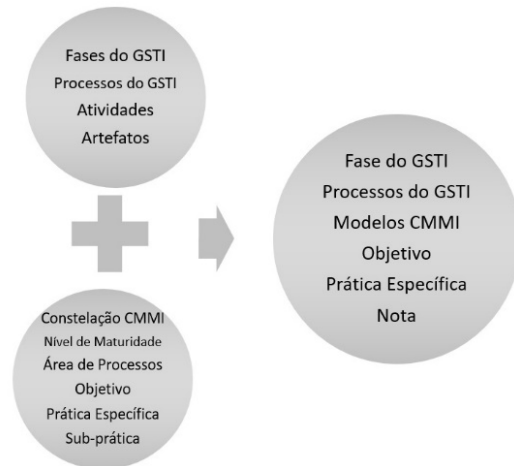 Fases do GSTI
Processos do GSTI
Atividades
Artefatos
Constelação CMMI
Nível de Maturidade
Área de Processos
Objetivo
Prática Específica
Sub-prática
Fase do GSTI
Processos do GSTI
Modelos CMMI
Objetivo
Prática Específica
Nota